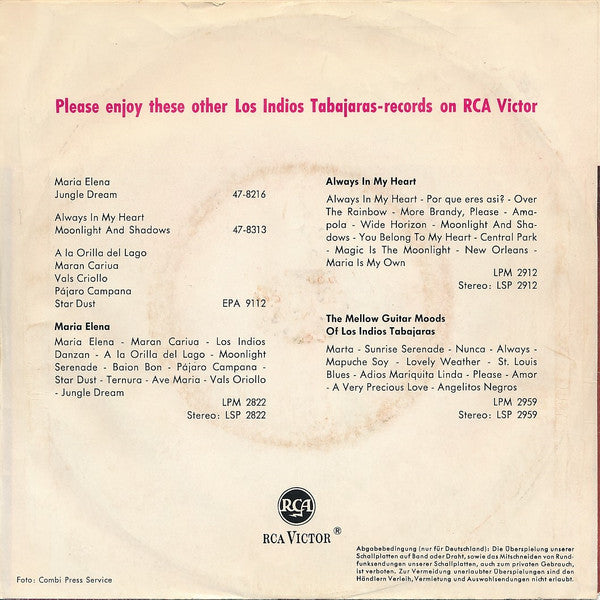 Please enjoy these other Los Indios Tabajaras-records on RCA Victor
Maria Elena
Jungle Dream 47-8216
Always In My Heart
Moonlight And Shadows 47-8313
A la Orilla del Lago
Maran Cariua
Vals Criollo
Pájaro Campana
Star Dust EPA 9112
Maria Elena
Maria Elena - Maran Cariua - Los Indios
Danzan - A la Orilla del Lago - Moonlight
Serenade - Baion Bon - Pájaro Campana -
Star Dust - Ternura - Ave Maria - Vals Oriollo
- Jungle Dream
LPM 2822
Stereo: LSP 2822
Always In My Heart
Always In My Heart - Por que eres asi? - Over
The Rainbow - More Brandy, Please - Ama-
pola - Wide Horizon - Moonlight And Sha-
dows - You Belong To My Heart - Central Park
- Magic Is The Moonlight - New Orleans -
Maria Is My Own
LPM 2912
Stereo: LSP 2912
The Mellow Guitar Moods
Of Los Indios Tabajaras
Marta - Sunrise Serenade - Nunca - Always -
Mapuche Soy - Lovely Weather - St. Louis
Blues - Adios Mariquito Linda - Please - Amor
- A Very Precious Love - Angelitos Negros
LPM 2959
Stereo: LSP 2959
RCA
RCA VICTOR ®
Abgabebedingung (nur für Deutschland): Die Überspielung unserer
Schallplatten auf Band oder Draht, sowie das Mitschneiden von Rund-
funksendungen unserer Schallplatten, auch zum privaten Gebrauch,
ist verboten. Zur Vermeidung unerlaubter Überspielungen sind den
Händlern Verleih, Vermietung und Auswahlsendungen nicht erlaubt.
Foto: Combi Press Service